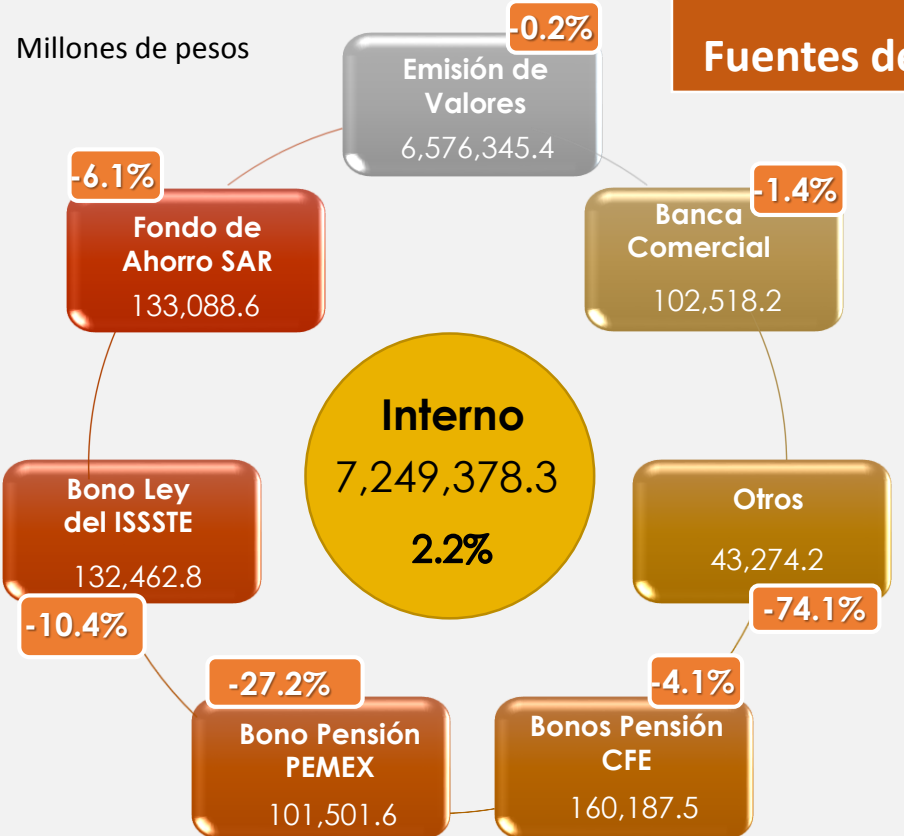 Millones de pesos
Fuentes de
-0.2%
Emisión de
Valores
6,576,345.4
-6.1%
Fondo de
Ahorro SAR
133,088.6
-1.4%
Banca
Comercial
102,518.2
Interno
7,249,378.3
2.2%
Bono Ley
del ISSSTE
132,462.8
-10.4%
Otros
43,274.2
-74.1%
-27.2%
Bono Pensión
PEMEX
101,501.6
-4.1%
Bonos Pensión
CFE
160,187.5